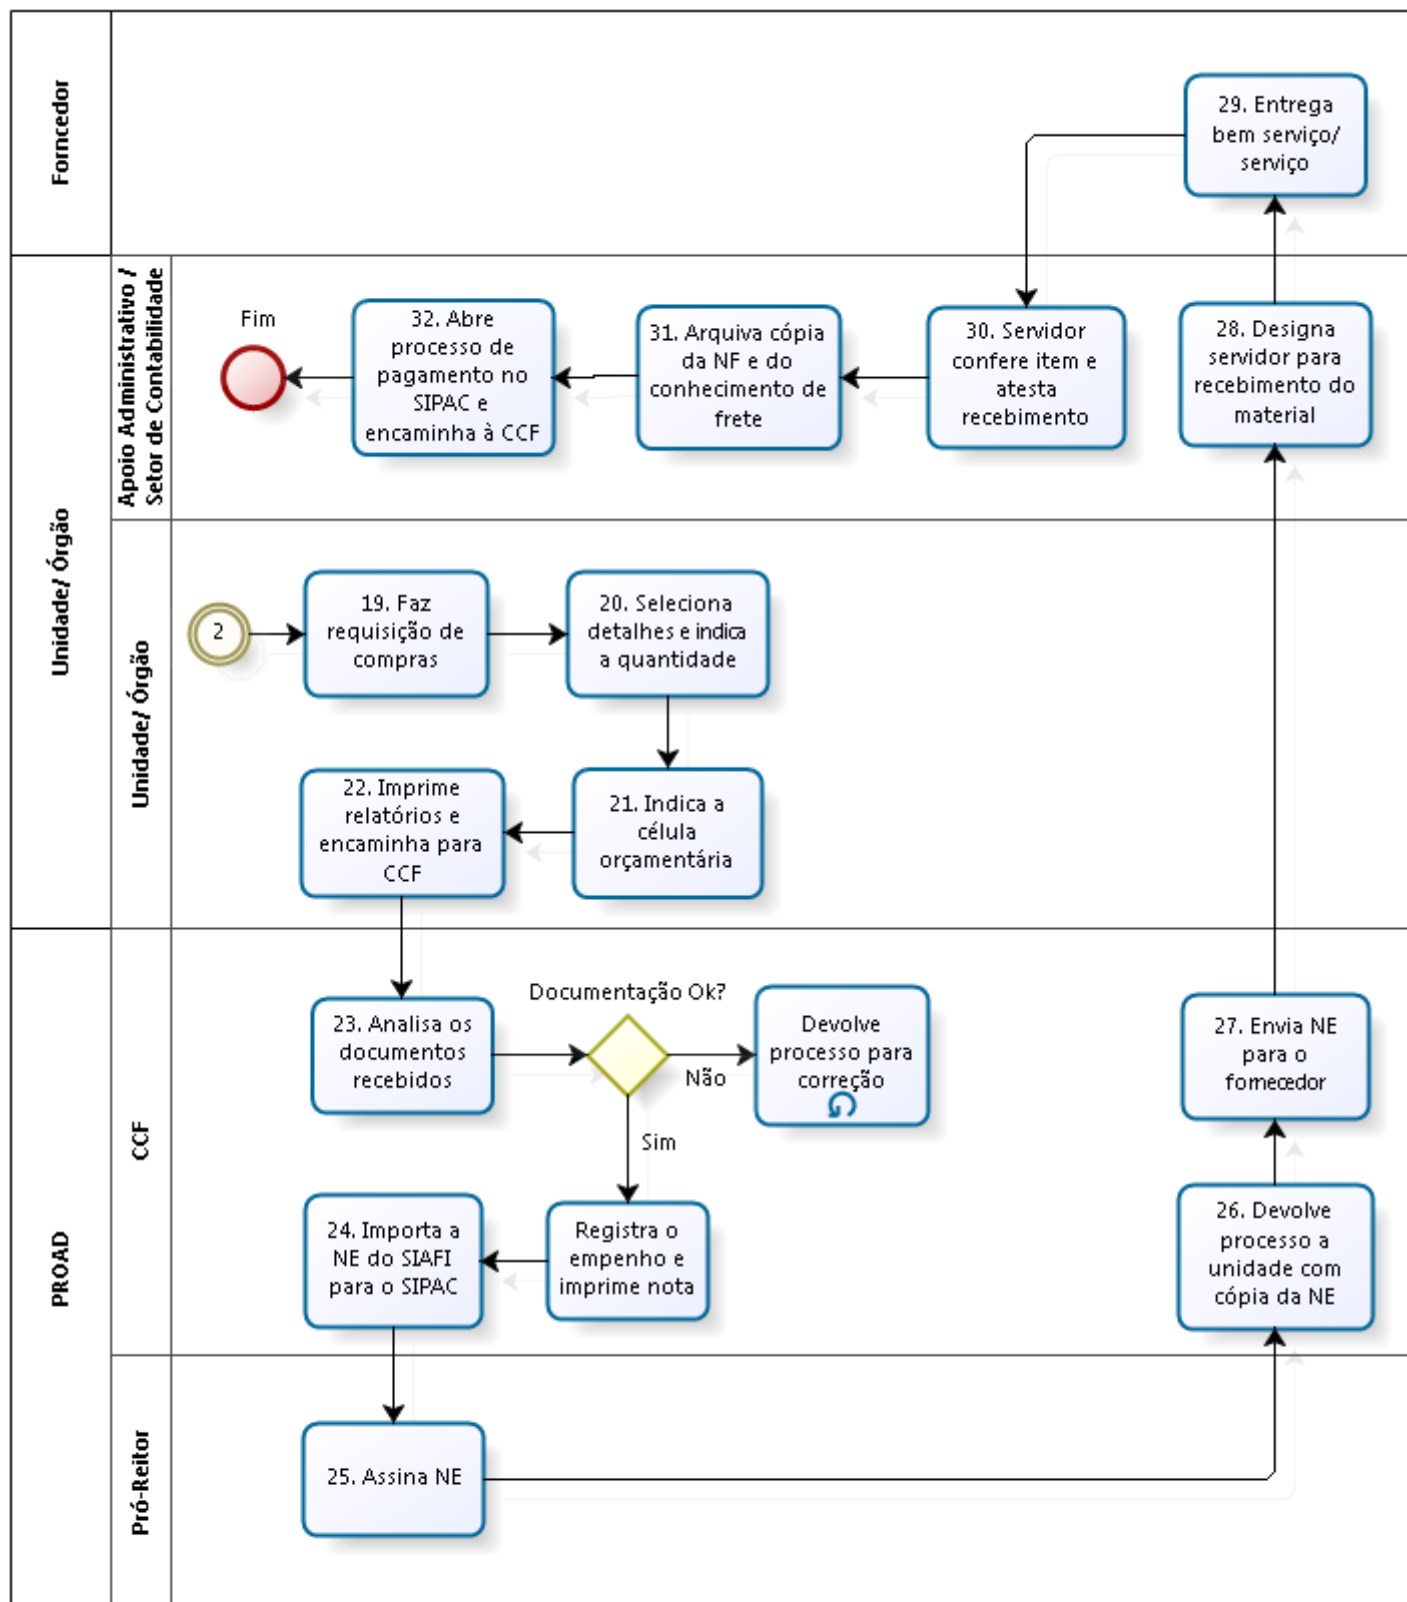 Forncedor
29. Entrega
bem serviço/
serviço
Unidade/ Órgão
Apoio Administrativo /
Setor de Contabilidade
Fim
32. Abre
processo de
pagamento no
SIPAC e
encaminha à CCF
31. Arquiva cópia
da NF e do
conhecimento de
frete
30. Servidor
confere item e
atesta
recebimento
28. Designa
servidor para
recebimento do
material
Unidade/ Órgão
2
19. Faz
requisição de
compras
20. Seleciona
detalhes e indica
a quantidade
22. Imprime
relatórios e
encaminha para
CCF
21. Indica a
célula
orçamentária
PROAD
CCF
23. Analisa os
documentos
recebidos
Documentação Ok?
Não
Sim
Devolve
processo para
correção
27. Envia NE
para o
fornecedor
24. Importa a
NE do SIAFI
para o SIPAC
Registra o
empenho e
imprime nota
26. Devolve
processo a
unidade com
cópia da NE
Pró-Reitor
25. Assina NE